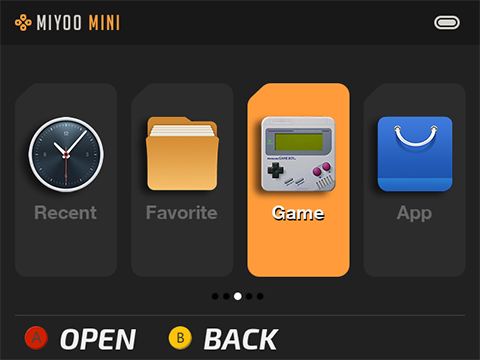 MIYOO MINI
Recent
Favorite
Game
App
A OPEN B BACK